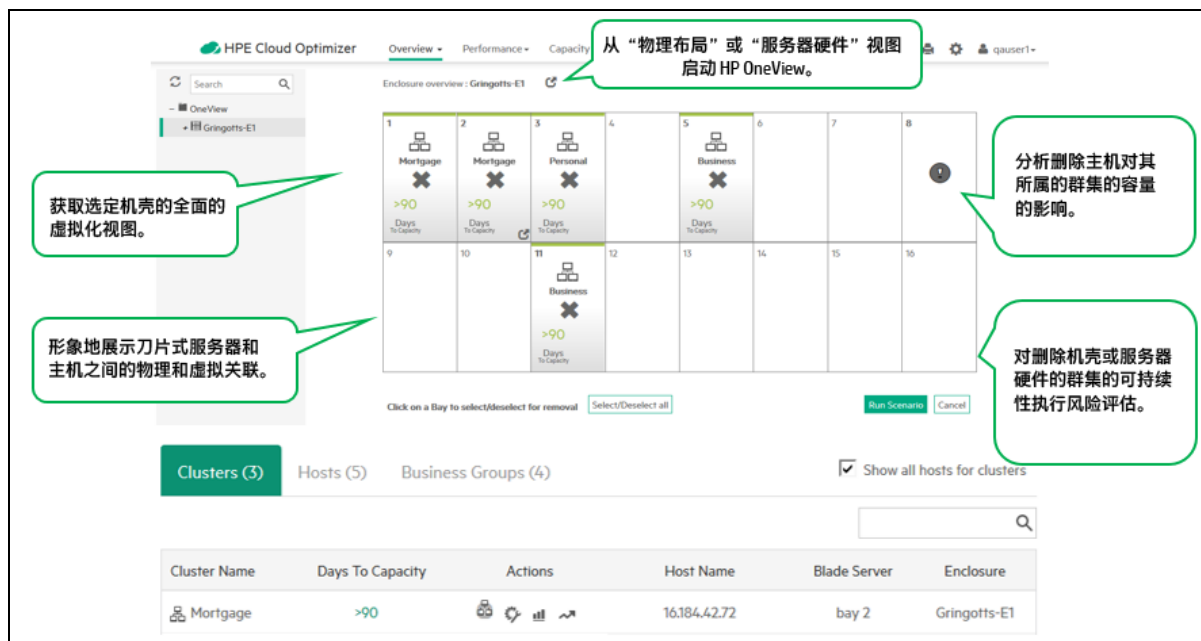 HPE Cloud Optimizer
Overview
Performance
Capacity
qauser1
从“物理布局”或“服务器硬件”视图
启动 HP OneView。
Search
Enclosure overview : Gringotts-E1
OneView
Gringotts-E1
1
Mortgage
>90
Days
To Capacity
2
Mortgage
>90
Days
To Capacity
3
Personal
>90
Days
To Capacity
4
5
Business
>90
Days
To Capacity
6
7
8
9
10
11
Business
>90
Days
To Capacity
12
13
14
15
16
获取选定机壳的全面的
虚拟化视图。
分析删除主机对其
所属的群集的容量
的影响。
形象地展示刀片式服务器和
主机之间的物理和虚拟关联。
对删除机壳或服务器
硬件的群集的可持续
性执行风险评估。
Click on a Bay to select/deselect for removal
Select/Deselect all
Run Scenario
Cancel
Clusters (3)
Hosts (5)
Business Groups (4)
Show all hosts for clusters
Cluster Name Days To Capacity Actions Host Name Blade Server Enclosure
Mortgage >90 16.184.42.72 bay 2 Gringotts-E1